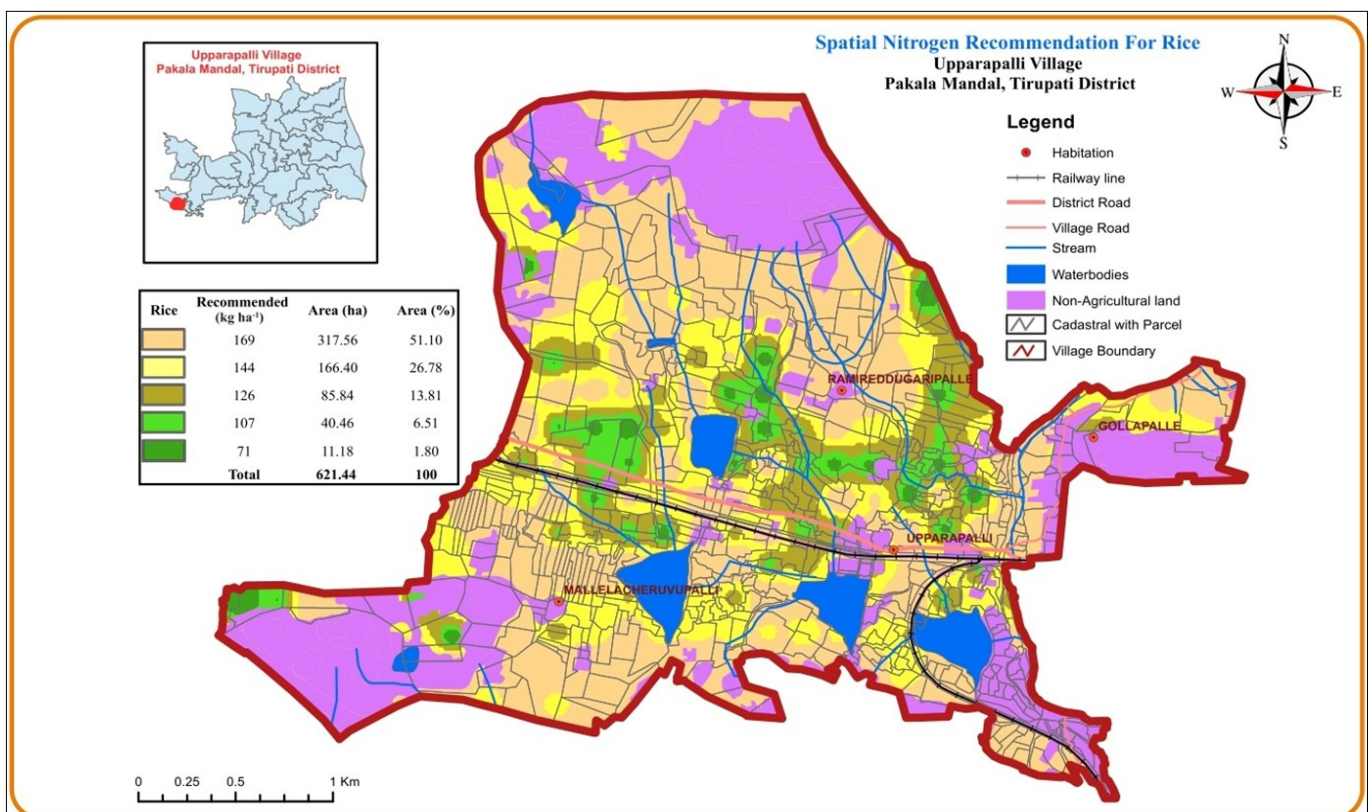 Upparapalli Village
Pakala Mandal, Tirupati District
Spatial Nitrogen Recommendation For Rice
Upparapalli Village
Pakala Mandal, Tirupati District
N
W E
S
Legend
Habitation
Railway line
District Road
Village Road
Stream
Waterbodies
Non-Agricultural land
Cadastral with Parcel
Village Boundary
Rice Recommended (kg ha⁻¹) Area (ha) Area (%)
169 317.56 51.10
144 166.40 26.78
126 85.84 13.81
107 40.46 6.51
71 11.18 1.80
Total 621.44 100
RAMIREDDUGARIPALLE
GOLLAPALLE
UPPARAPALLI
MALLELACHERUVUPALLI
0 0.25 0.5 1 Km